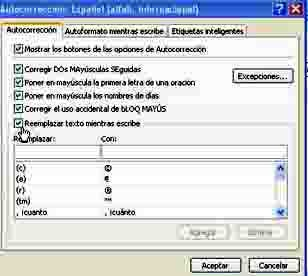 Autocorrección: Español (alfab. internacional)
Autocorrección Autoformato mientras escribe Etiquetas inteligentes
Mostrar los botones de las opciones de Autocorrección
Corregir DOs MAyúsculas SEguidas
Excepciones...
Poner en mayúscula la primera letra de una oración
Poner en mayúscula los nombres de días
Corregir el uso accidental de bLOQ MAYÚS
Reemplazar texto mientras escribe
Reemplazar: Con:
(c) ©
(e) €
(r) ®
(tm) ™
, ¡cuanto , ¡cuánto
Agregar Eliminar
Aceptar Cancelar